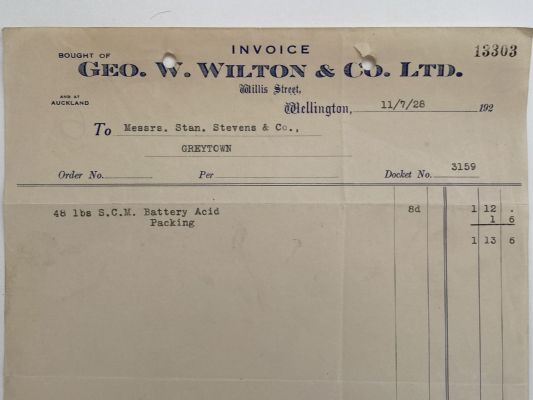 INVOICE
13303
BOUGHT OF
GEO. W. WILTON & CO. LTD.
Willis Street,
AND AT
AUCKLAND
Wellington, 11/7/28 192
To Messrs. Stan. Stevens & Co.,
GREYTOWN
Order No. Per Docket No. 3159
48 lbs S.C.M. Battery Acid 8d 1 12 .
Packing 1 6
1 13 6